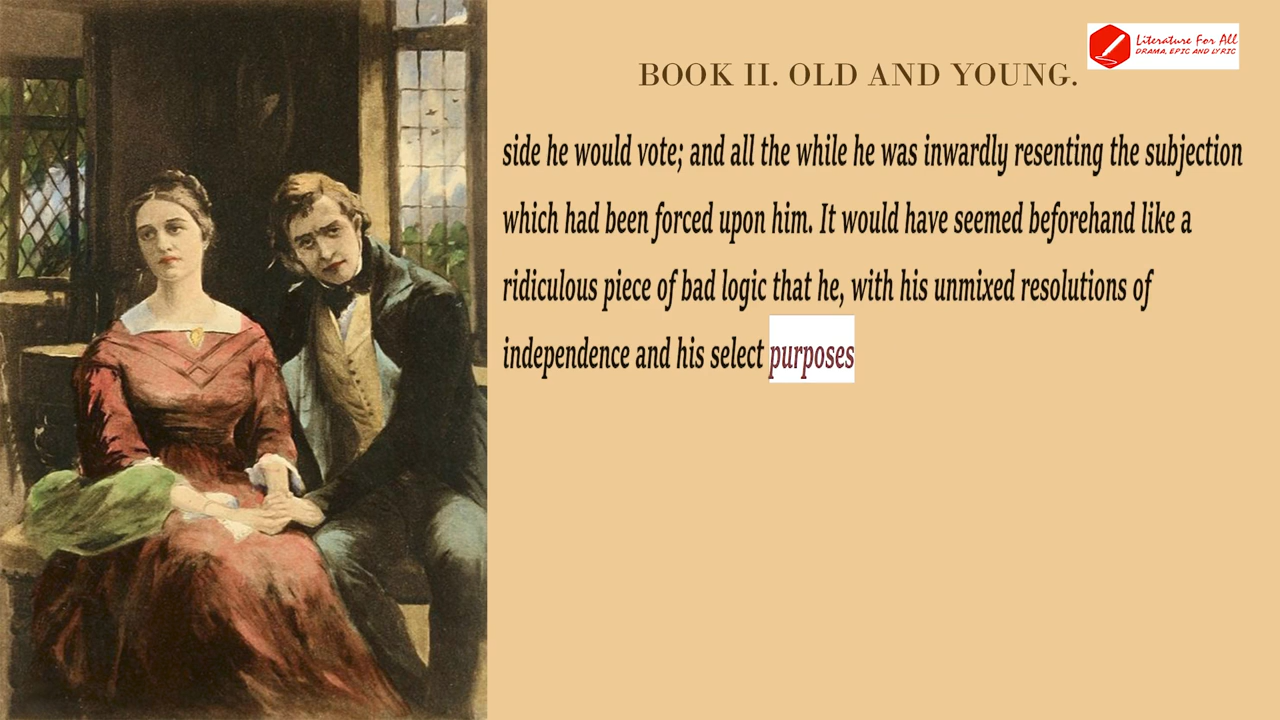 Literature For All
DRAMA, EPIC AND LYRIC
BOOK II. OLD AND YOUNG.
side he would vote; and all the while he was inwardly resenting the subjection
which had been forced upon him. It would have seemed beforehand like a
ridiculous piece of bad logic that he, with his unmixed resolutions of
independence and his select purposes